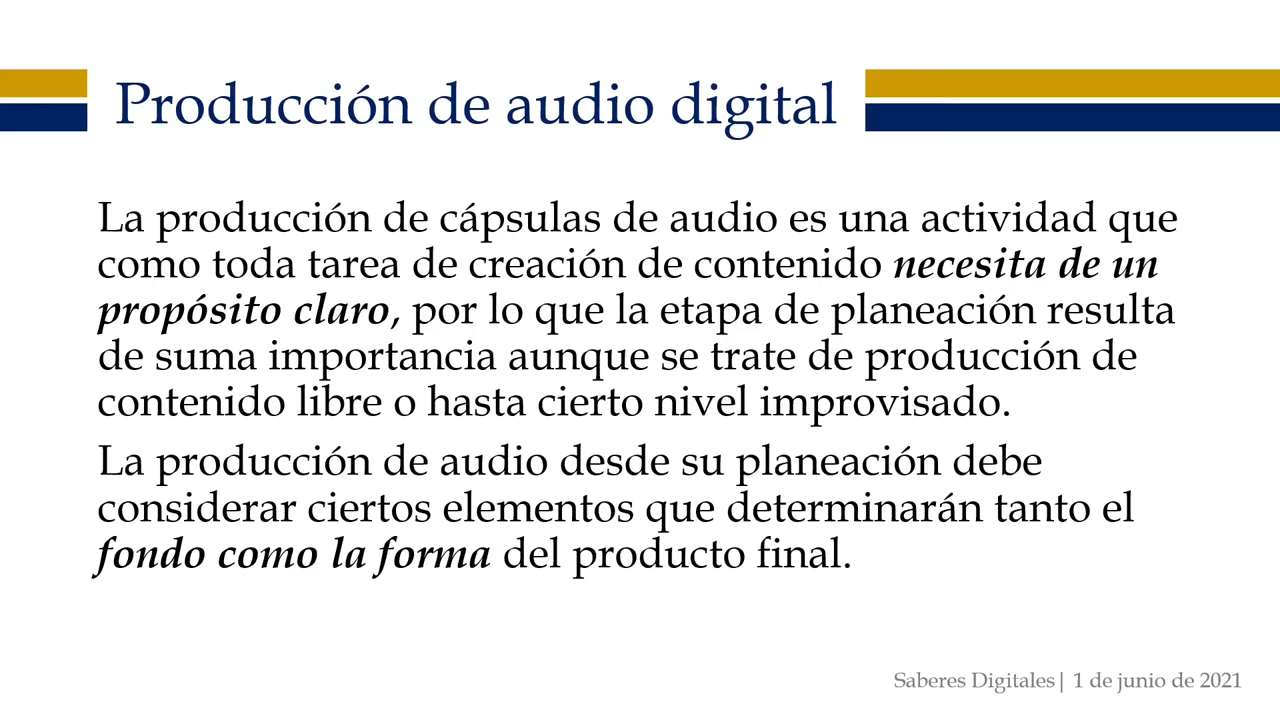 Producción de audio digital
La producción de cápsulas de audio es una actividad que
como toda tarea de creación de contenido necesita de un
propósito claro, por lo que la etapa de planeación resulta
de suma importancia aunque se trate de producción de
contenido libre o hasta cierto nivel improvisado.
La producción de audio desde su planeación debe
considerar ciertos elementos que determinarán tanto el
fondo como la forma del producto final.
Saberes Digitales| 1 de junio de 2021